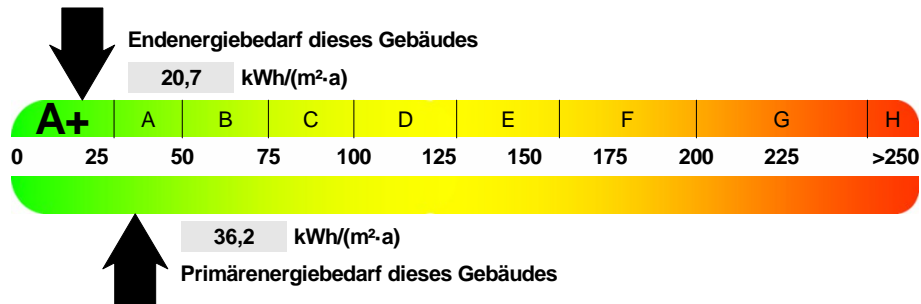 Endenergiebedarf dieses Gebäudes
20,7 kWh/(m²·a)
A+ A B C D E F G H
0 25 50 75 100 125 150 175 200 225 >250
36,2 kWh/(m²·a)
Primärenergiebedarf dieses Gebäudes